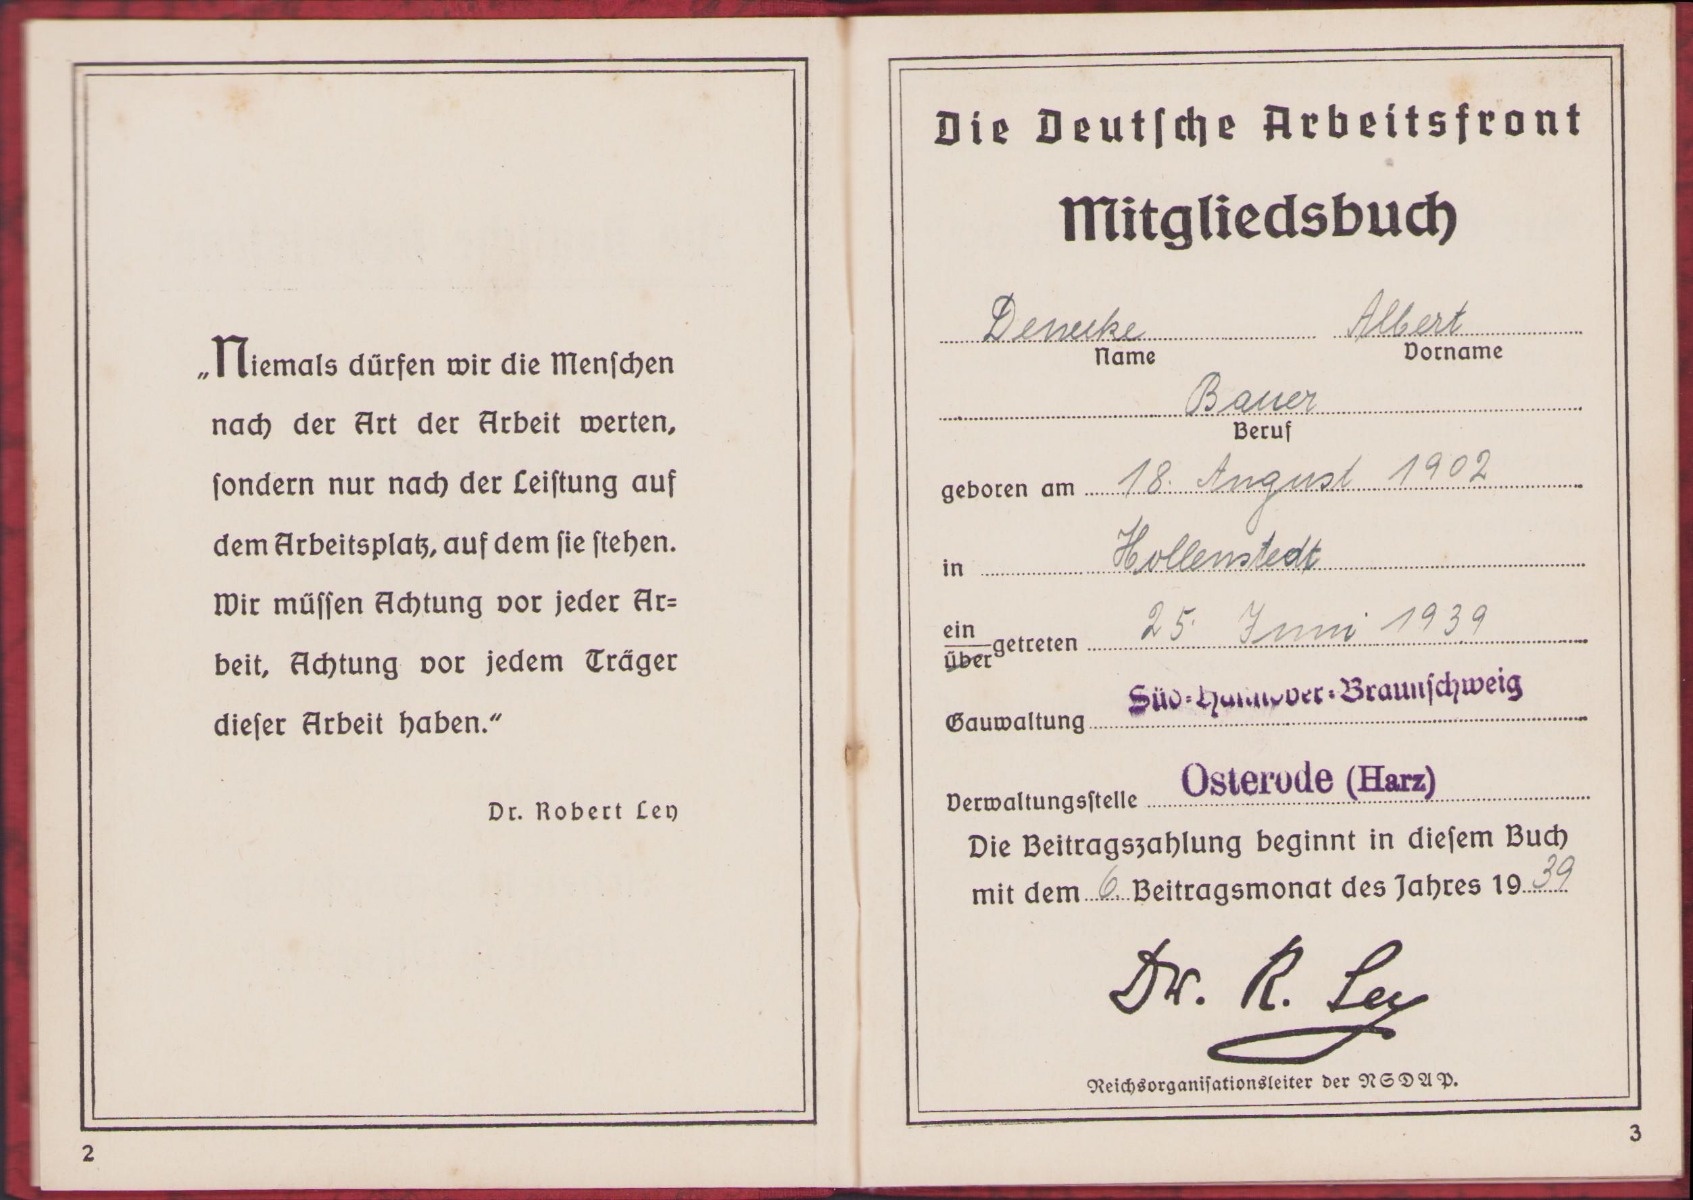 „Niemals dürfen wir die Menſchen
nach der Art der Arbeit werten,
ſondern nur nach der Leiſtung auf
dem Arbeitsplatz, auf dem ſie ſtehen.
Wir müſſen Achtung vor jeder Ar=
beit, Achtung vor jedem Träger
dieſer Arbeit haben.“
Dr. Robert Ley
2
Die Deutſche Arbeitsfront
Mitgliedsbuch
Denecke Albert
Name Vorname
Bauer
Beruf
geboren am 18. August 1902
in Hollenstedt
ein
über getreten 25. Juni 1939
Gauwaltung Süd=Hannover=Braunſchweig
Verwaltungsſtelle Osterode (Harz)
Die Beitragszahlung beginnt in dieſem Buch
mit dem 6. Beitragsmonat des Jahres 1939
Dr. R. Ley
Reichsorganiſationsleiter der NSDAP.
3